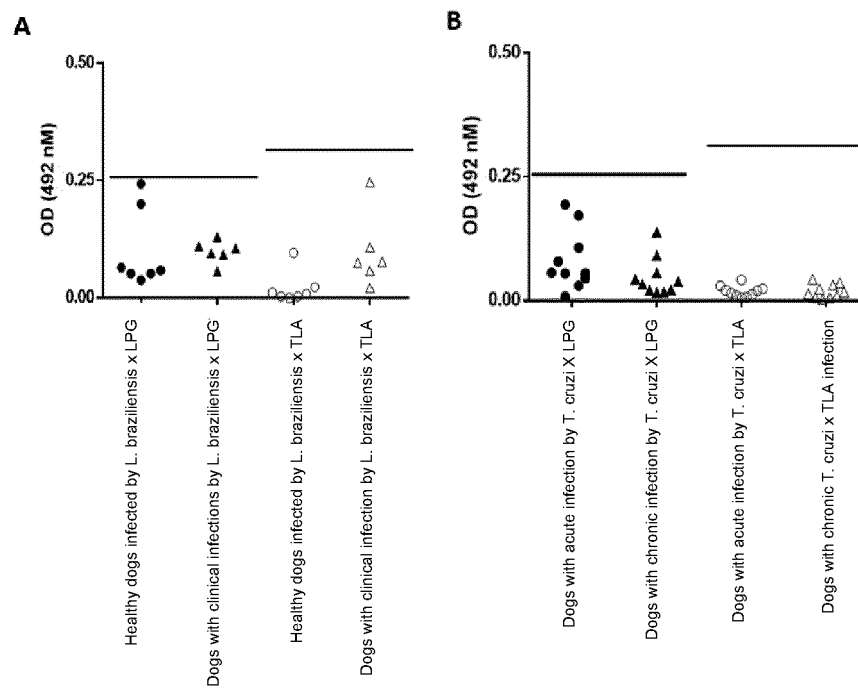 A
0.50
0.25
0.00
OD (492 nM)
Healthy dogs infected by L. braziliensis x LPG
Dogs with clinical infections by L. braziliensis x LPG
Healthy dogs infected by L. braziliensis x TLA
Dogs with clinical infection by L. braziliensis x TLA
B
0.50
0.25
0.00
OD (492 nM)
Dogs with acute infection by T. cruzi X LPG
Dogs with chronic infection by T. cruzi X LPG
Dogs with acute infection by T. cruzi x TLA
Dogs with chronic T. cruzi x TLA infection